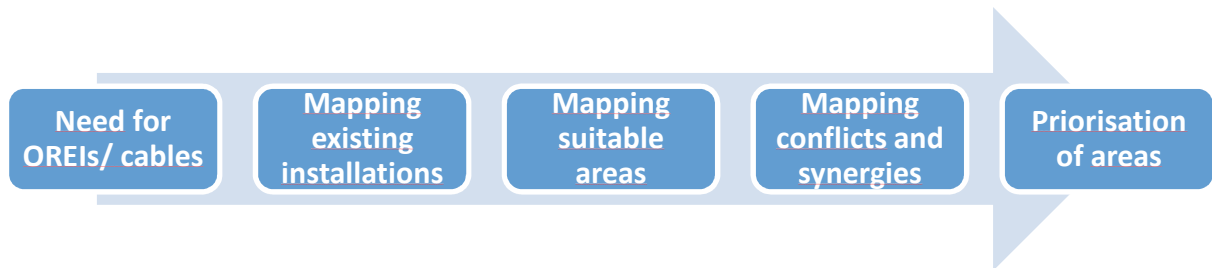 Need for
OREIs/ cables
Mapping
existing
installations
Mapping
suitable
areas
Mapping
conflicts and
synergies
Priorisation
of areas